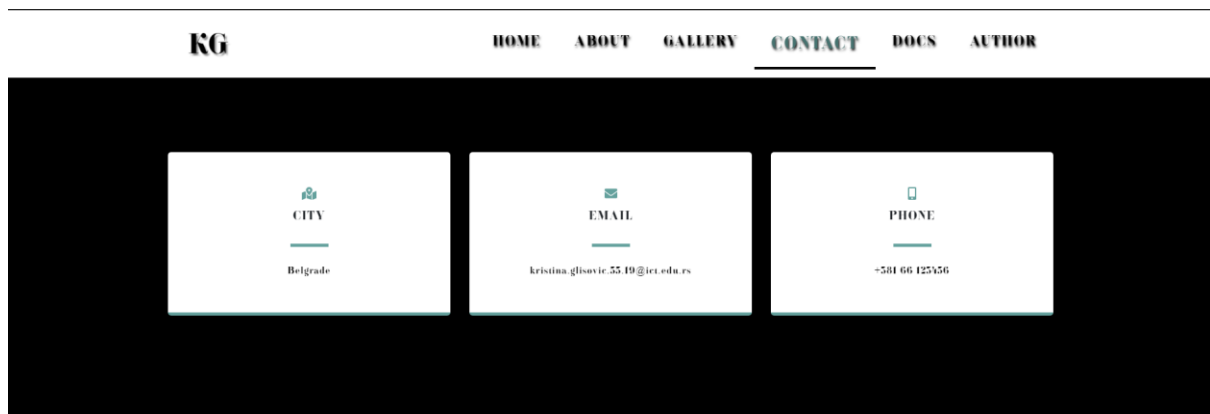 KG
HOME ABOUT GALLERY CONTACT DOCS AUTHOR
CITY
Belgrade
EMAIL
kristina.glisovic.55.19@ict.edu.rs
PHONE
+381 66 123456